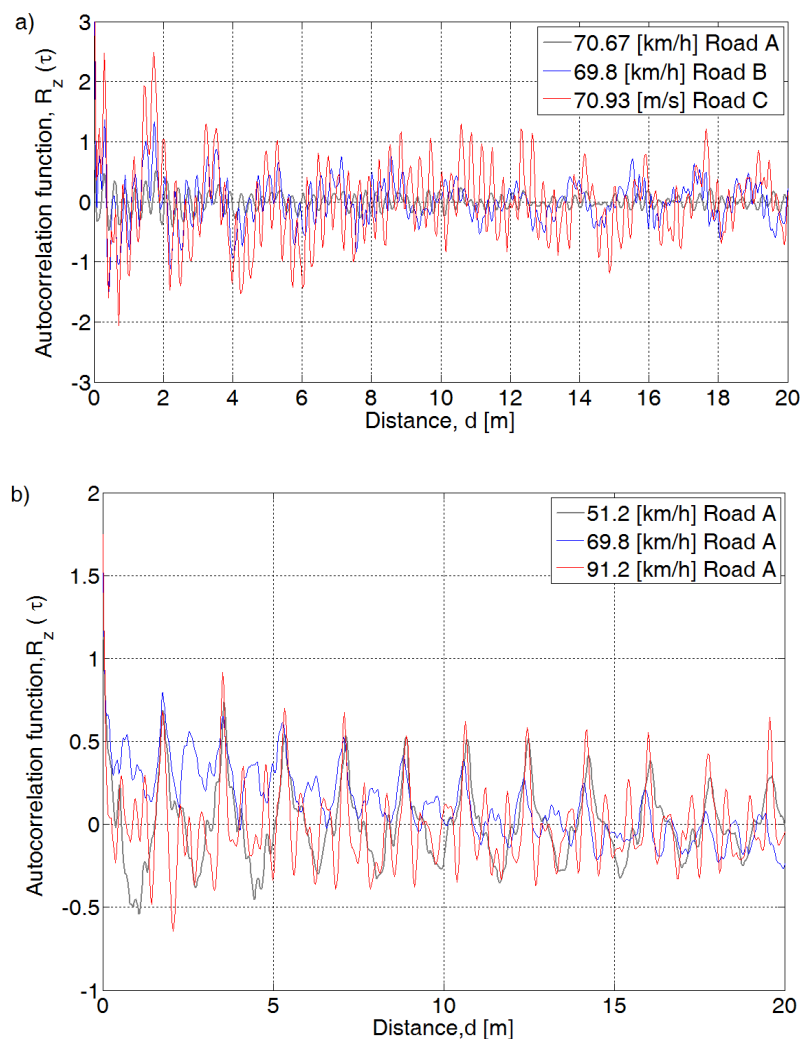 a)
3
2
1
0
-1
-2
-3
Autocorrelation function, R_z (τ)
70.67 [km/h] Road A
69.8 [km/h] Road B
70.93 [m/s] Road C
0 2 4 6 8 10 12 14 16 18 20
Distance, d [m]
b)
2
1.5
1
0.5
0
-0.5
-1
Autocorrelation function,R_z ( τ)
51.2 [km/h] Road A
69.8 [km/h] Road A
91.2 [km/h] Road A
0 5 10 15 20
Distance,d [m]